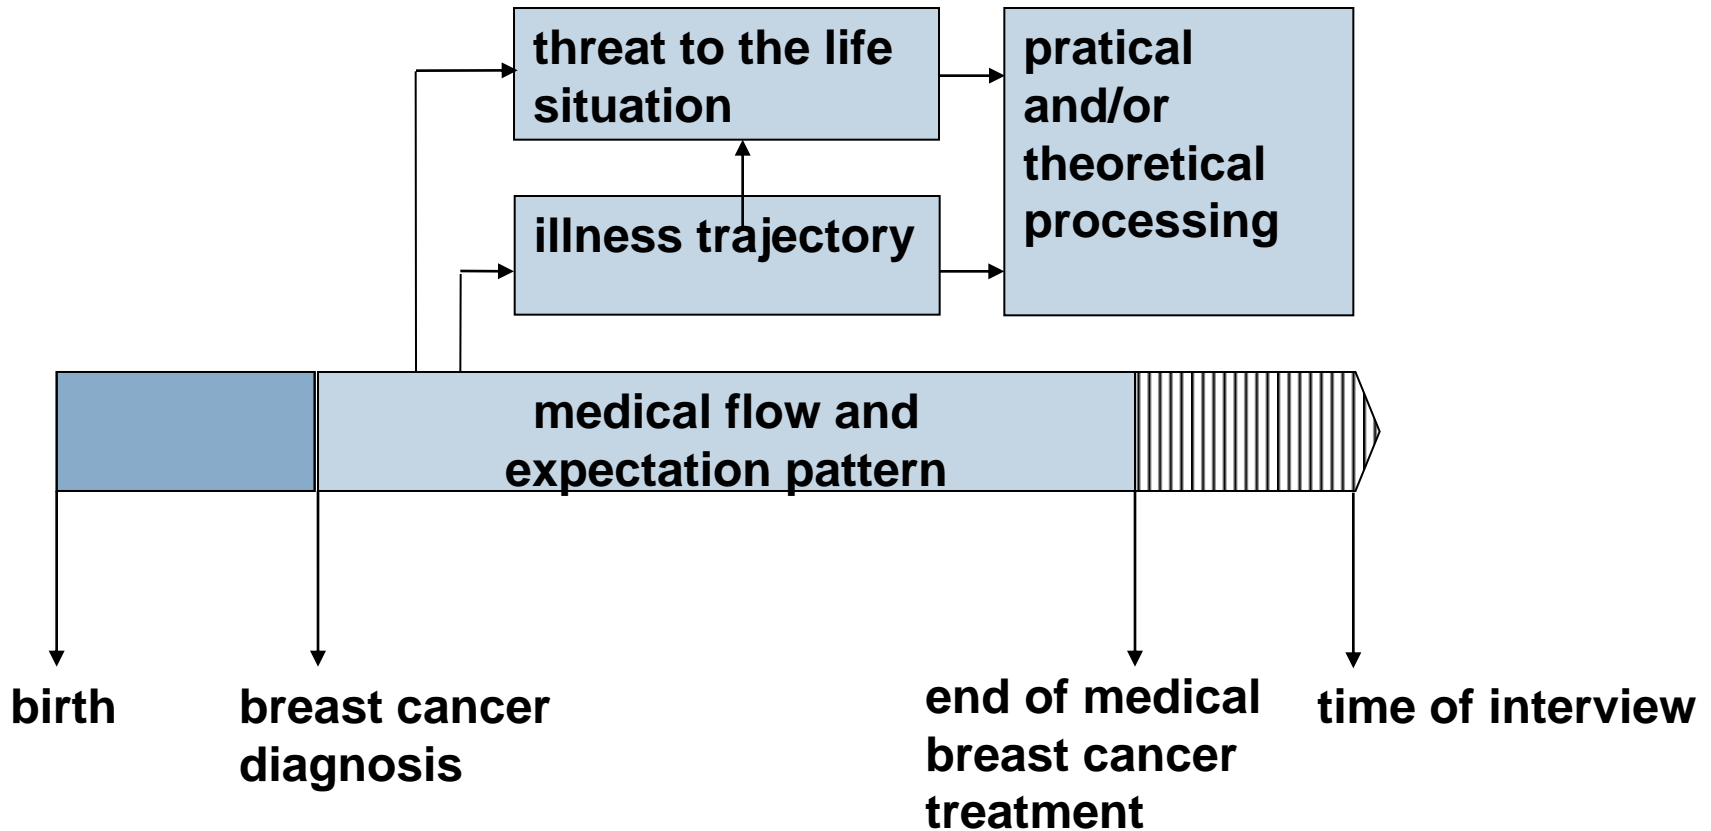 threat to the life
situation
pratical
and/or
theoretical
processing
illness trajectory
medical flow and
expectation pattern
birth
breast cancer
diagnosis
end of medical
breast cancer
treatment
time of interview